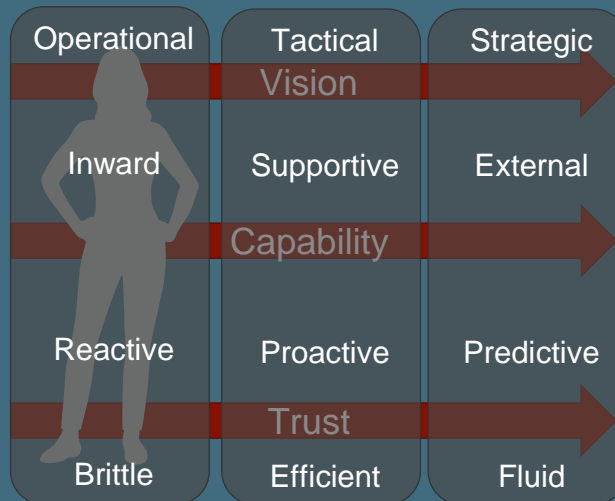 Operational Tactical Strategic
Vision
Inward Supportive External
Capability
Reactive Proactive Predictive
Trust
Brittle Efficient Fluid